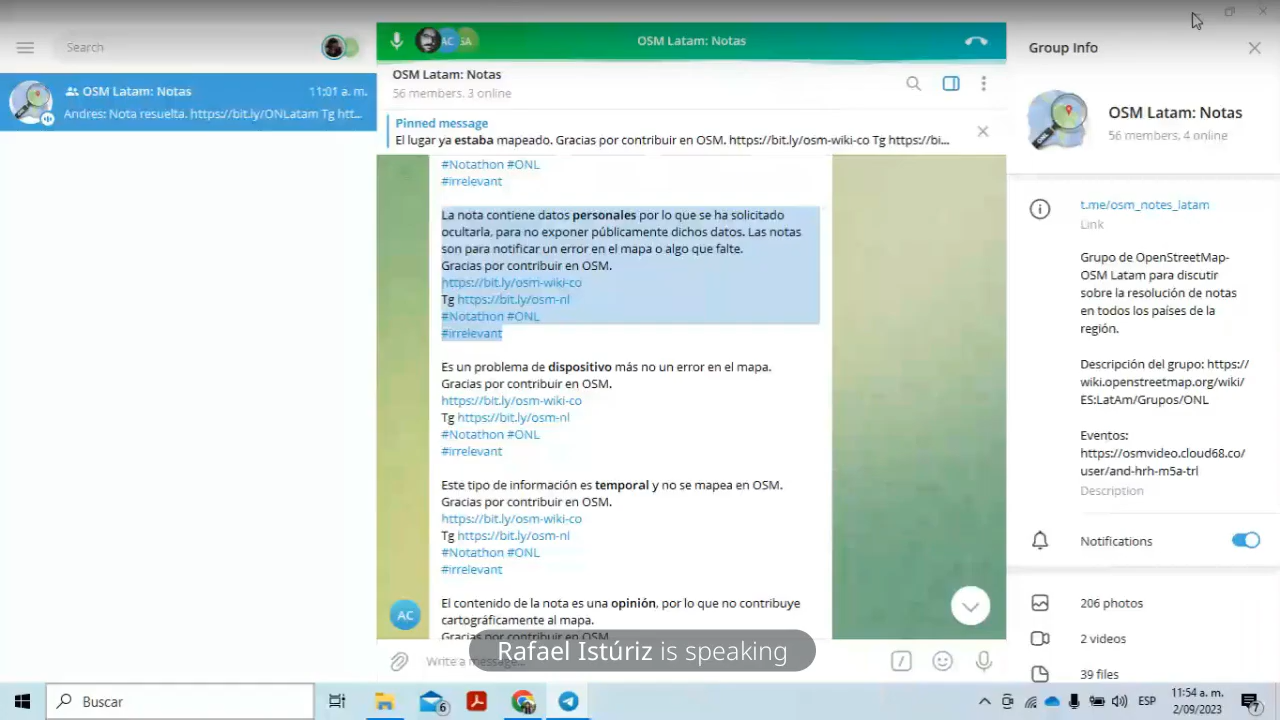 Search
OSM Latam: Notas
11:01 a. m.
Andres: Nota resuelta. https://bit.ly/ONLatam Tg htt...
AC
SA
OSM Latam: Notas
OSM Latam: Notas
56 members, 3 online
Pinned message
El lugar ya estaba mapeado. Gracias por contribuir en OSM. https://bit.ly/osm-wiki-co Tg https://bi...
#Notathon #ONL
#irrelevant
La nota contiene datos personales por lo que se ha solicitado
ocultarla, para no exponer públicamente dichos datos. Las notas
son para notificar un error en el mapa o algo que falte.
Gracias por contribuir en OSM.
https://bit.ly/osm-wiki-co
Tg https://bit.ly/osm-nl
#Notathon #ONL
#irrelevant
Es un problema de dispositivo más no un error en el mapa.
Gracias por contribuir en OSM.
https://bit.ly/osm-wiki-co
Tg https://bit.ly/osm-nl
#Notathon #ONL
#irrelevant
Este tipo de información es temporal y no se mapea en OSM.
Gracias por contribuir en OSM.
https://bit.ly/osm-wiki-co
Tg https://bit.ly/osm-nl
#Notathon #ONL
#irrelevant
El contenido de la nota es una opinión, por lo que no contribuye
cartográficamente al mapa.
Gracias por contribuir en OSM.
AC
Write a message...
Rafael Istúriz is speaking
Group Info
OSM Latam: Notas
56 members, 4 online
t.me/osm_notes_latam
Link
Grupo de OpenStreetMap-
OSM Latam para discutir
sobre la resolución de notas
en todos los países de la
región.
Descripción del grupo: https://
wiki.openstreetmap.org/wiki/
ES:LatAm/Grupos/ONL
Eventos:
https://osmvideo.cloud68.co/
user/and-hrh-m5a-trl
Description
Notifications
206 photos
2 videos
39 files
Buscar
6
ESP
11:54 a. m.
2/09/2023
7